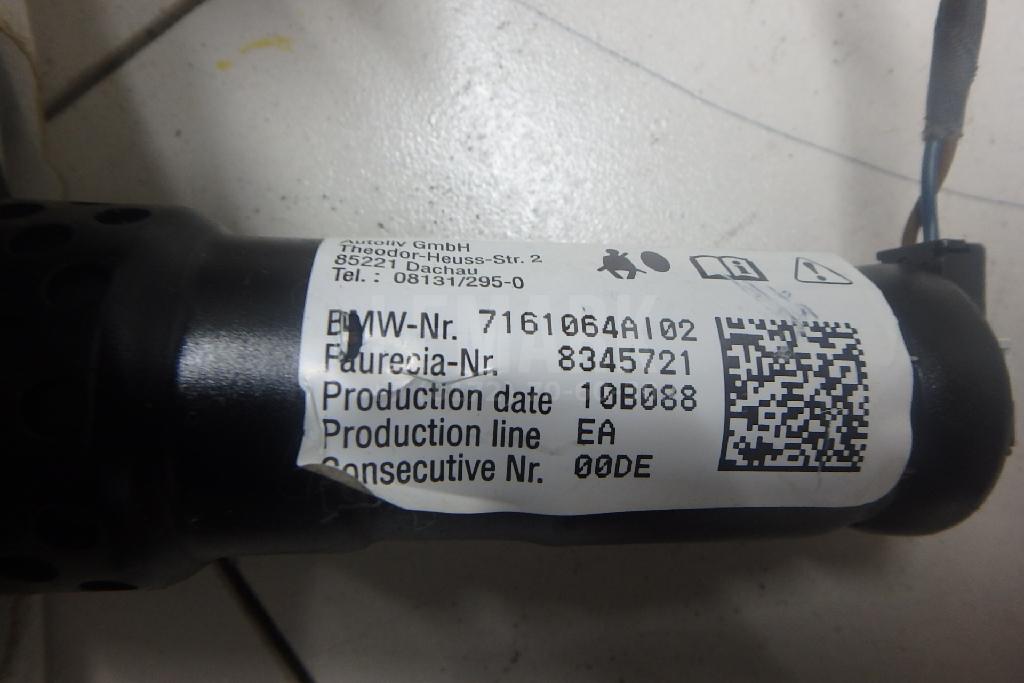 Autoliv GmbH
Theodor-Heuss-Str. 2
85221 Dachau
Tel.: 08131/295-0
BMW-Nr. 7161064AI02
Faurecia-Nr. 8345721
Production date 10B088
Production line EA
Consecutive Nr. 00DE